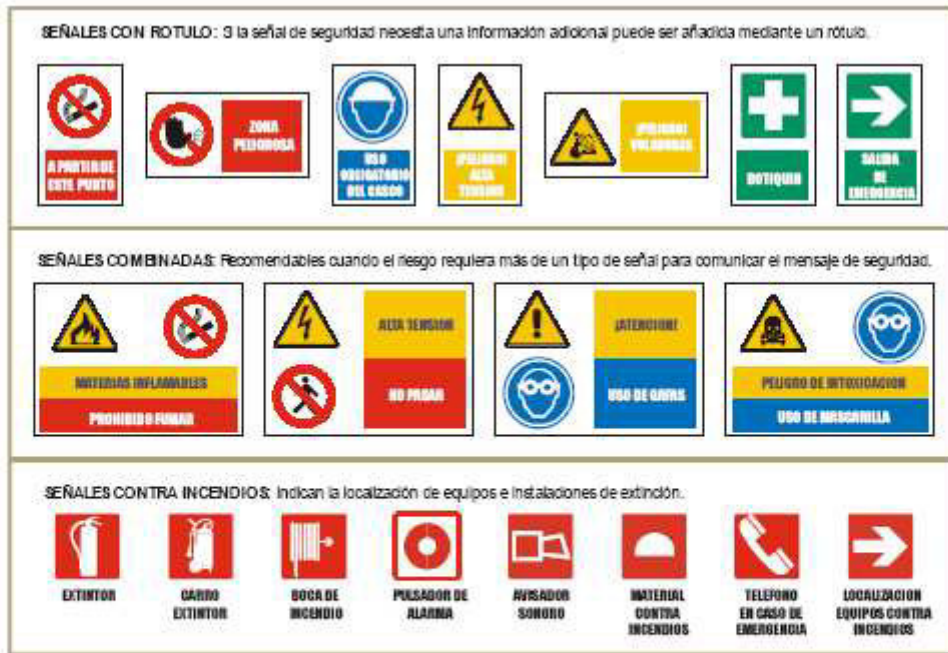 SEÑALES CON ROTULO: Si la señal de seguridad necesita una información adicional puede ser añadida mediante un rótulo.
A PARTIR DE
ESTE PUNTO
ZONA
PELIGROSA
USO
OBLIGATORIO
DEL CASCO
¡PELIGRO!
ALTA
TENSION
¡PELIGRO!
VOLADURAS
BOTIQUIN
SALIDA
DE
EMERGENCIA
SEÑALES COMBINADAS: Recomendables cuando el riesgo requiera más de un tipo de señal para comunicar el mensaje de seguridad.
MATERIAS INFLAMABLES
PROHIBIDO FUMAR
ALTA TENSION
NO PASAR
¡ATENCION!
USO DE GAFAS
PELIGRO DE INTOXICACION
USO DE MASCARILLA
SEÑALES CONTRA INCENDIOS: Indican la localización de equipos e instalaciones de extinción.
EXTINTOR
CARRO
EXTINTOR
BOCA DE
INCENDIO
PULSADOR DE
ALARMA
AVISADOR
SONORO
MATERIAL
CONTRA
INCENDIOS
TELEFONO
EN CASO DE
EMERGENCIA
LOCALIZACION
EQUIPOS CONTRA
INCENDIOS